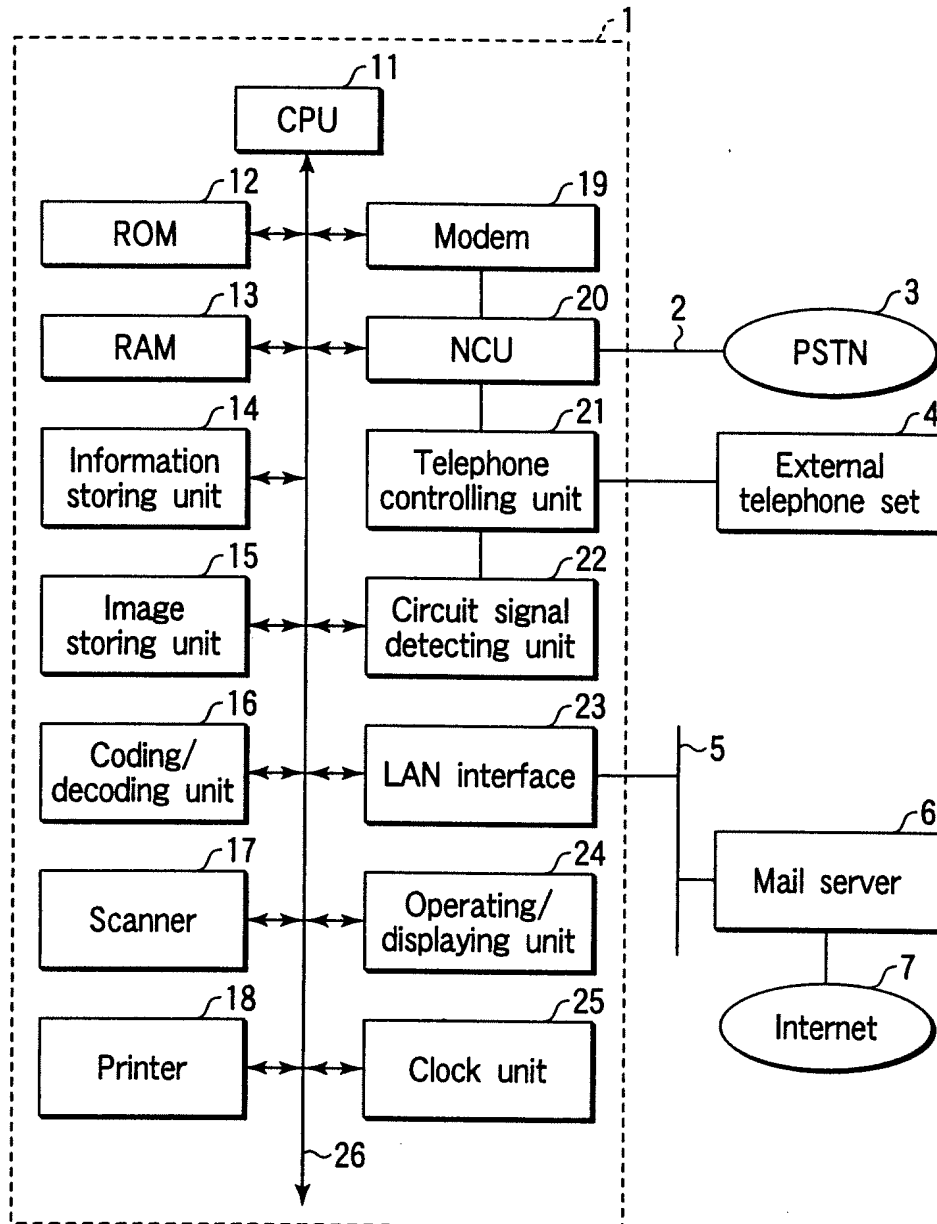 1
11
CPU
12
ROM
19
Modem
13
RAM
20
NCU
2
3
PSTN
14
Information
storing unit
21
Telephone
controlling unit
4
External
telephone set
15
Image
storing unit
22
Circuit signal
detecting unit
16
Coding/
decoding unit
23
LAN interface
5
6
Mail server
17
Scanner
24
Operating/
displaying unit
7
Internet
18
Printer
25
Clock unit
26